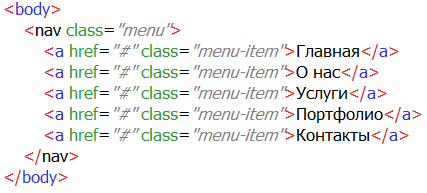 <body>
<nav class="menu">
<a href="#" class="menu-item">Главная</a>
<a href="#" class="menu-item">О нас</a>
<a href="#" class="menu-item">Услуги</a>
<a href="#" class="menu-item">Портфолио</a>
<a href="#" class="menu-item">Контакты</a>
</nav>
</body>